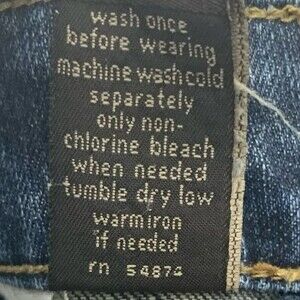 wash once
before wearing
machine wash cold
separately
only non-
chlorine bleach
when needed
tumble dry low
warm iron
if needed
rn 54874